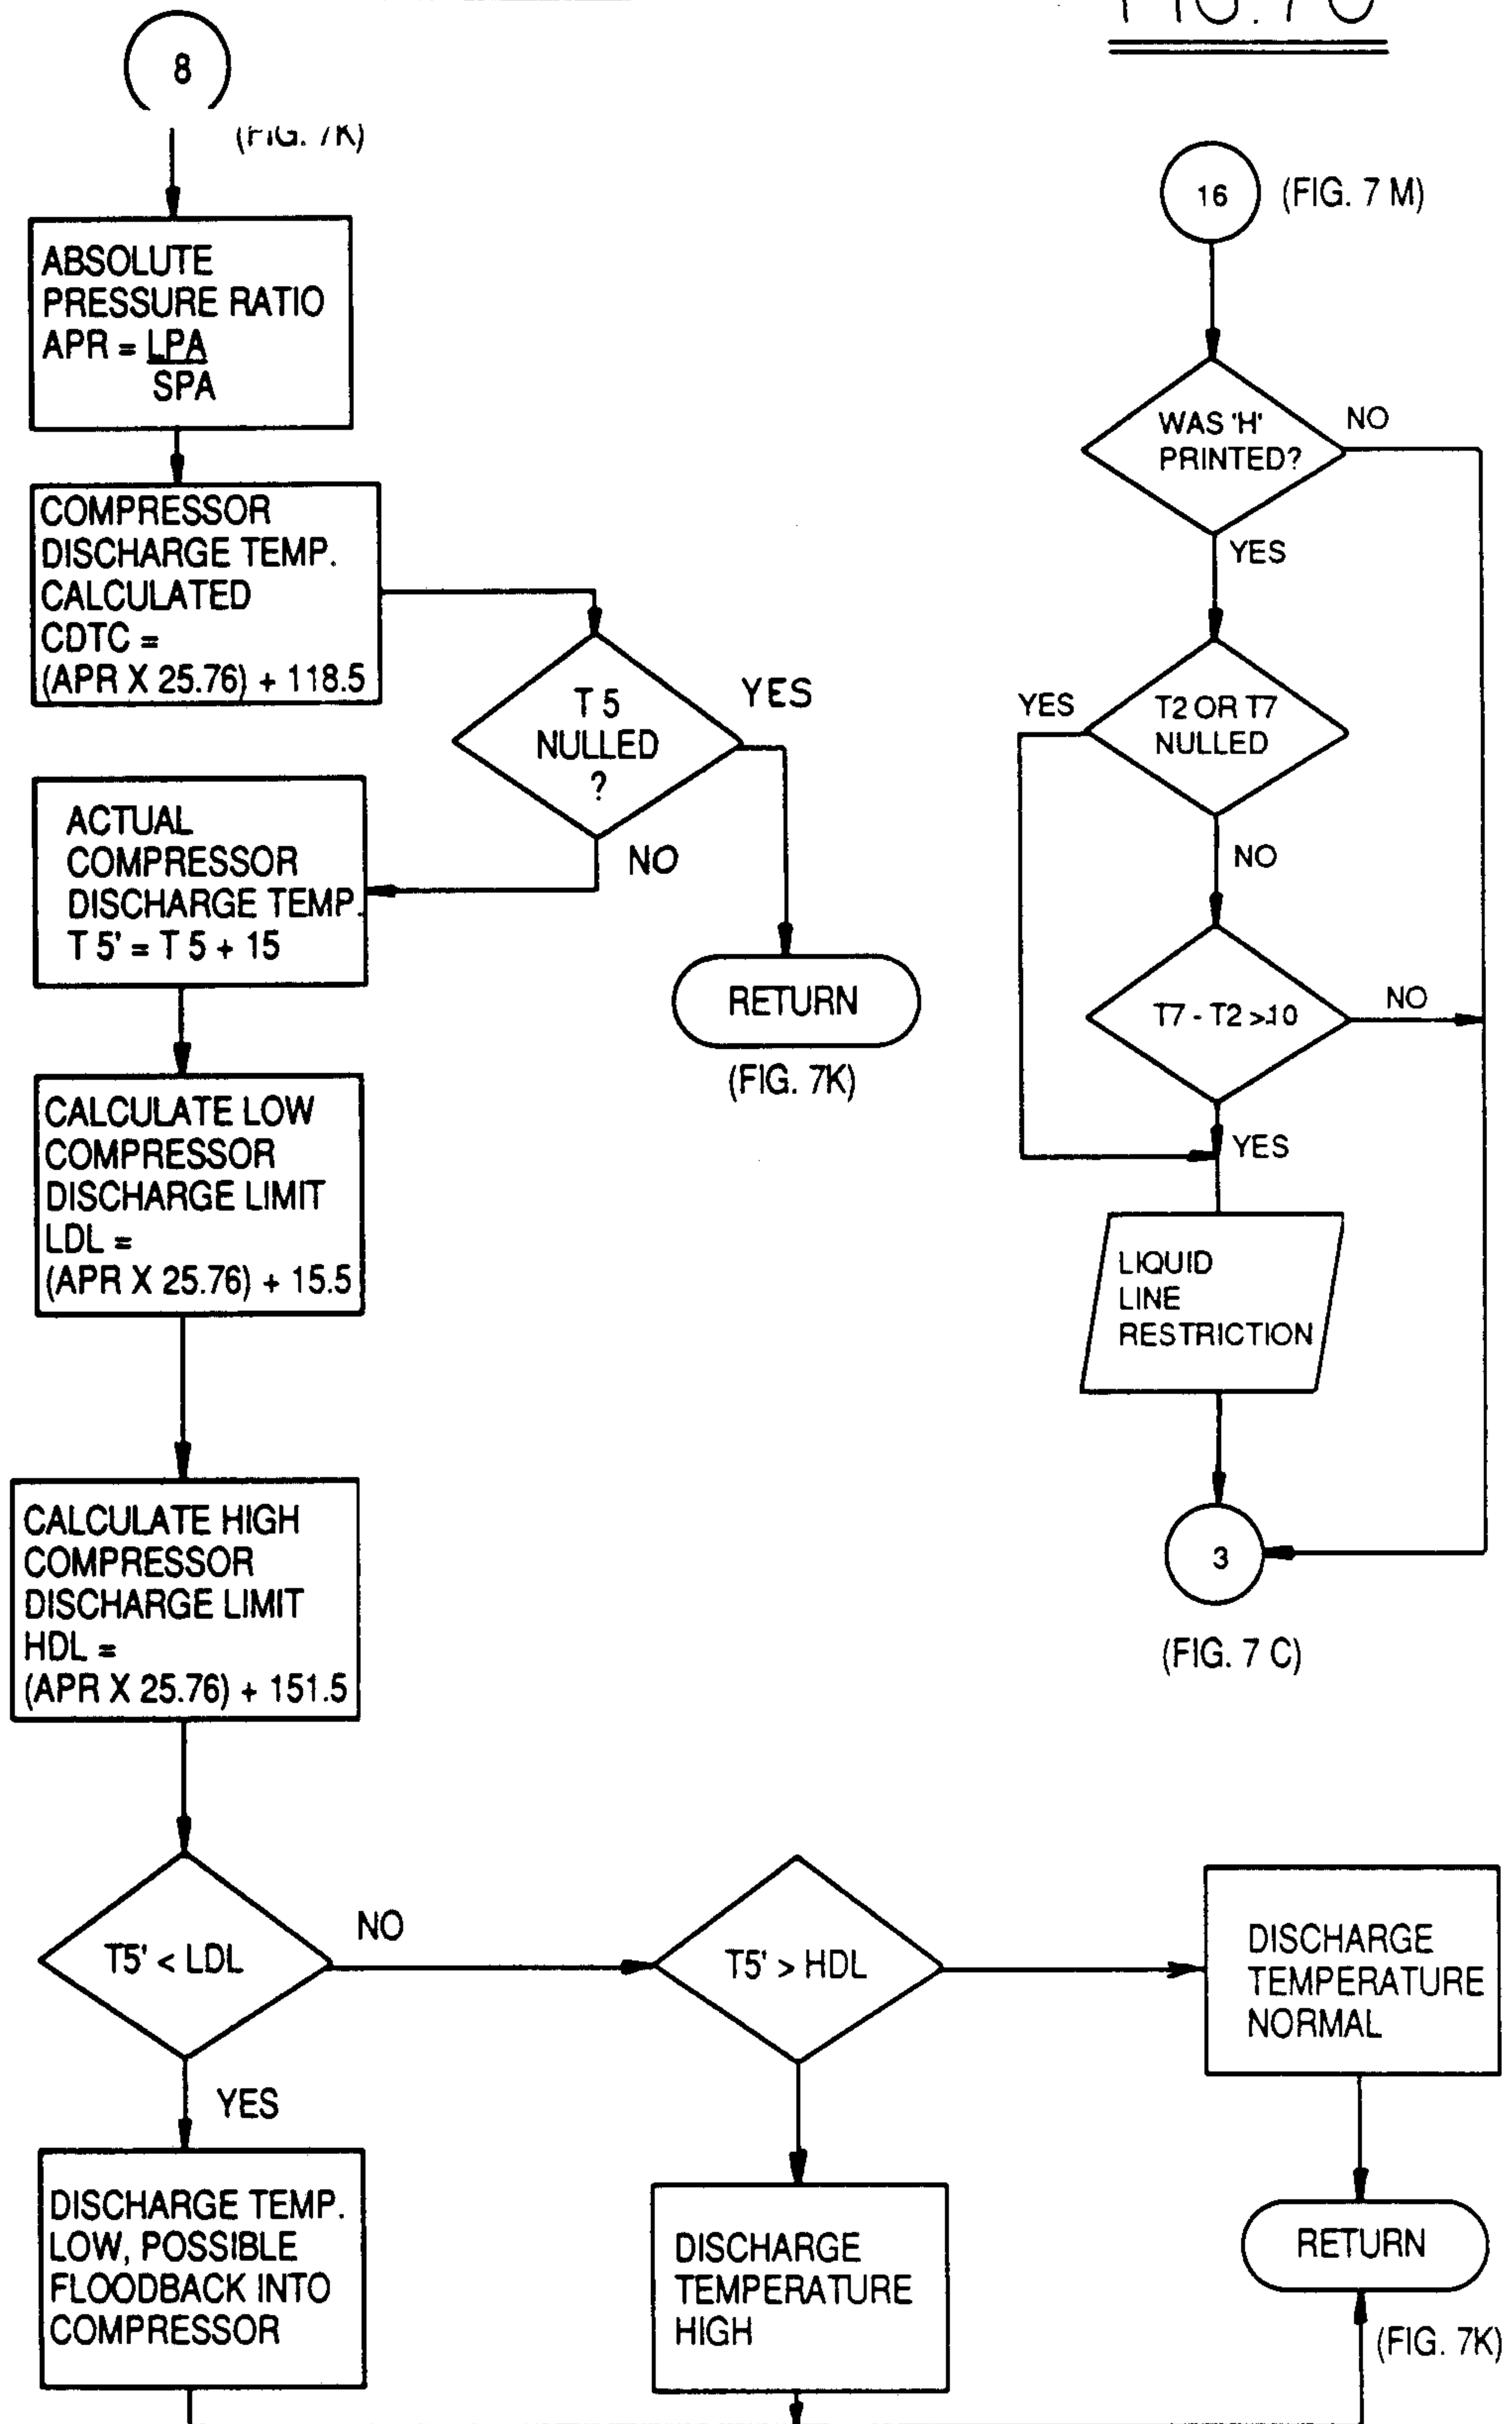 8
(FIG. 7K)
ABSOLUTE
PRESSURE RATIO
APR = LPA
SPA
COMPRESSOR
DISCHARGE TEMP.
CALCULATED
CDTC =
(APR X 25.76) + 118.5
T 5
NULLED
?
YES
NO
RETURN
(FIG. 7K)
ACTUAL
COMPRESSOR
DISCHARGE TEMP.
T 5' = T 5 + 15
CALCULATE LOW
COMPRESSOR
DISCHARGE LIMIT
LDL =
(APR X 25.76) + 15.5
CALCULATE HIGH
COMPRESSOR
DISCHARGE LIMIT
HDL =
(APR X 25.76) + 151.5
T5' < LDL
NO
YES
T5' > HDL
DISCHARGE
TEMPERATURE
NORMAL
DISCHARGE TEMP.
LOW, POSSIBLE
FLOODBACK INTO
COMPRESSOR
DISCHARGE
TEMPERATURE
HIGH
RETURN
(FIG. 7K)
16
(FIG. 7 M)
WAS 'H'
PRINTED?
NO
YES
T2 OR T7
NULLED
YES
NO
T7 - T2 >10
NO
YES
LIQUID
LINE
RESTRICTION
3
(FIG. 7 C)